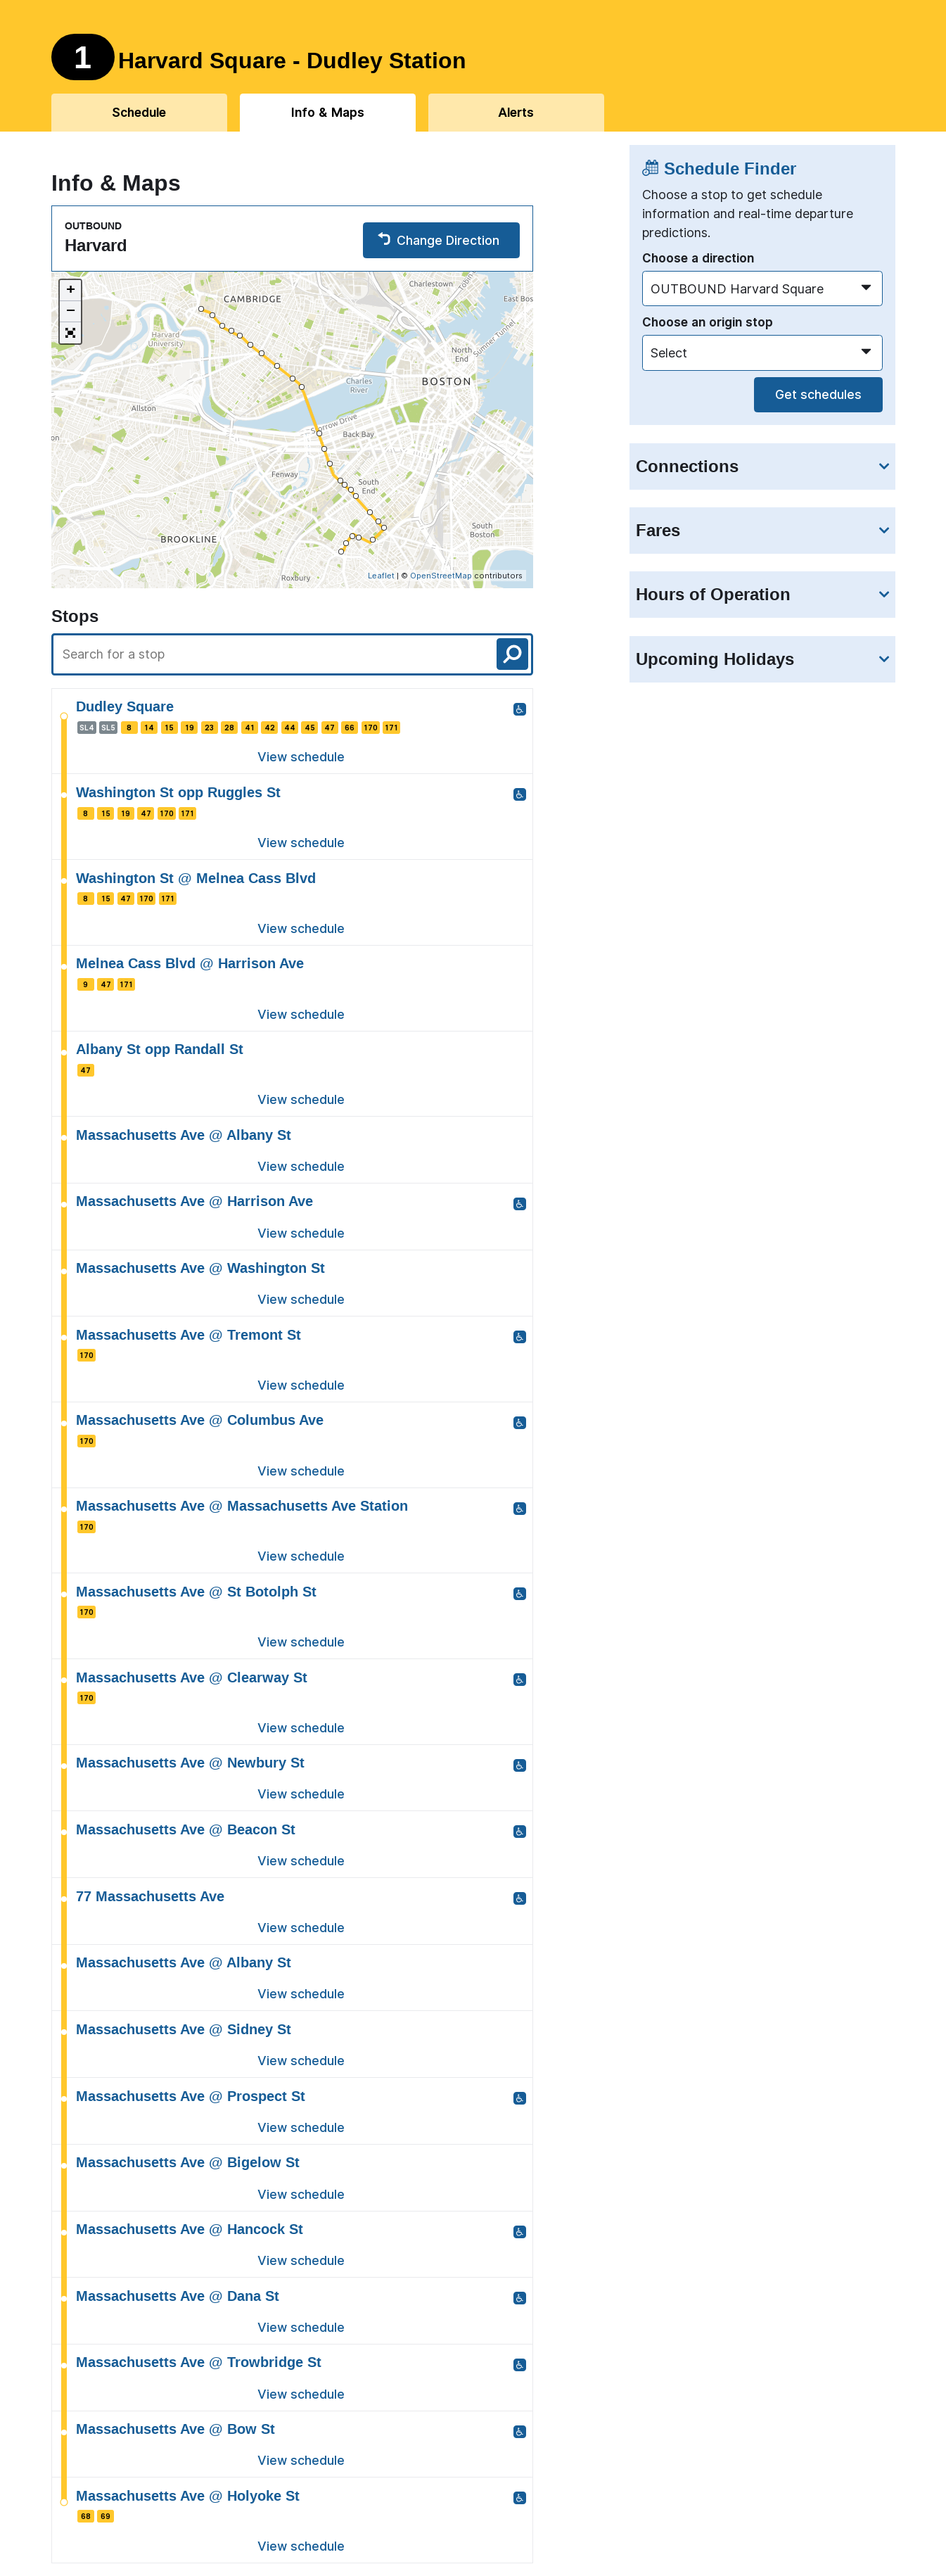 1 Harvard Square - Dudley Station
Schedule
Info & Maps
Alerts
Info & Maps
OUTBOUND
Harvard
Change Direction
+
−
Charlestown
CAMBRIDGE
East Bos
Harvard
University
Sumner Tunnel
North
End
Charles
River
BOSTON
Allston
Storrow Drive
Back Bay
on
Fenway
South
End
South
Boston
BROOKLINE
Roxbury
Leaflet | © OpenStreetMap contributors
Stops
Search for a stop
Dudley Square
SL4 SL5 8 14 15 19 23 28 41 42 44 45 47 66 170 171
View schedule
Washington St opp Ruggles St
8 15 19 47 170 171
View schedule
Washington St @ Melnea Cass Blvd
8 15 47 170 171
View schedule
Melnea Cass Blvd @ Harrison Ave
9 47 171
View schedule
Albany St opp Randall St
47
View schedule
Massachusetts Ave @ Albany St
View schedule
Massachusetts Ave @ Harrison Ave
View schedule
Massachusetts Ave @ Washington St
View schedule
Massachusetts Ave @ Tremont St
170
View schedule
Massachusetts Ave @ Columbus Ave
170
View schedule
Massachusetts Ave @ Massachusetts Ave Station
170
View schedule
Massachusetts Ave @ St Botolph St
170
View schedule
Massachusetts Ave @ Clearway St
170
View schedule
Massachusetts Ave @ Newbury St
View schedule
Massachusetts Ave @ Beacon St
View schedule
77 Massachusetts Ave
View schedule
Massachusetts Ave @ Albany St
View schedule
Massachusetts Ave @ Sidney St
View schedule
Massachusetts Ave @ Prospect St
View schedule
Massachusetts Ave @ Bigelow St
View schedule
Massachusetts Ave @ Hancock St
View schedule
Massachusetts Ave @ Dana St
View schedule
Massachusetts Ave @ Trowbridge St
View schedule
Massachusetts Ave @ Bow St
View schedule
Massachusetts Ave @ Holyoke St
68 69
View schedule
Schedule Finder
Choose a stop to get schedule
information and real-time departure
predictions.
Choose a direction
OUTBOUND Harvard Square
Choose an origin stop
Select
Get schedules
Connections
Fares
Hours of Operation
Upcoming Holidays